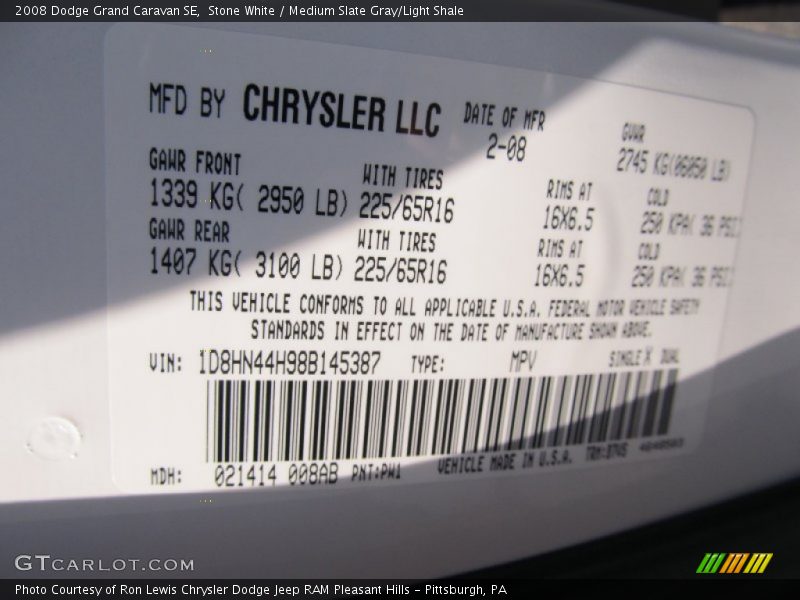 2008 Dodge Grand Caravan SE,  Stone White / Medium Slate Gray/Light Shale
MFD BY CHRYSLER LLC DATE OF MFR GVWR
2-08 2745 KG(06050 LB)
GAWR FRONT WITH TIRES RIMS AT COLD
1339 KG( 2950 LB) 225/65R16 16X6.5 250 KPA( 36 PSI)
GAWR REAR WITH TIRES RIMS AT COLD
1407 KG( 3100 LB) 225/65R16 16X6.5 250 KPA( 36 PSI)
THIS VEHICLE CONFORMS TO ALL APPLICABLE U.S.A. FEDERAL MOTOR VEHICLE SAFETY
STANDARDS IN EFFECT ON THE DATE OF MANUFACTURE SHOWN ABOVE.
VIN: 1D8HN44H98B145387 TYPE: MPV SINGLE X DUAL
MDH: 021414 008AB PNT:PW1 VEHICLE MADE IN U.S.A.
GTCARLOT.COM
Photo Courtesy of Ron Lewis Chrysler Dodge Jeep RAM Pleasant Hills – Pittsburgh, PA